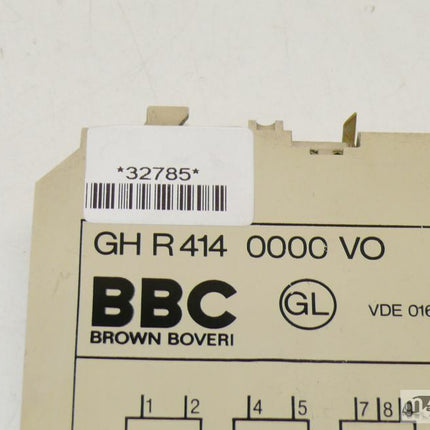 *32785*
GH R 414 0000 VO
BBC
GL
BROWN BOVERI
VDE 016
1 2 4 5 7 8